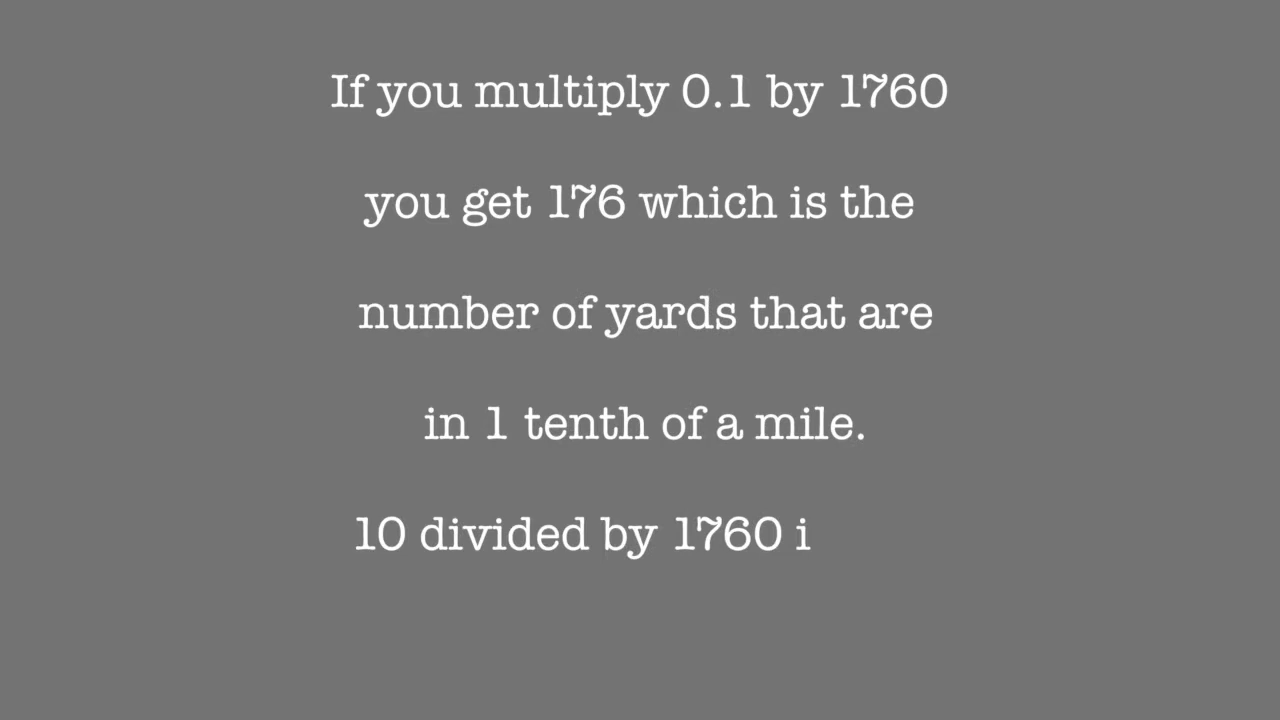 If you multiply 0.1 by 1760
you get 176 which is the
number of yards that are
in 1 tenth of a mile.
10 divided by 1760 i